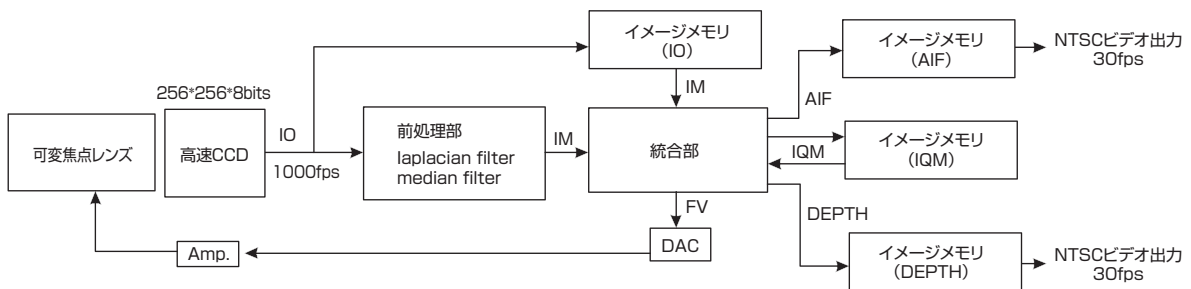 イメージメモリ
(IO)
イメージメモリ
(AIF)
NTSCビデオ出力
30fps
256*256*8bits
IO
IM
AIF
可変焦点レンズ
高速CCD
1000fps
前処理部
laplacian filter
median filter
IM
統合部
IQM
イメージメモリ
(IQM)
FV
DEPTH
Amp.
DAC
イメージメモリ
(DEPTH)
NTSCビデオ出力
30fps